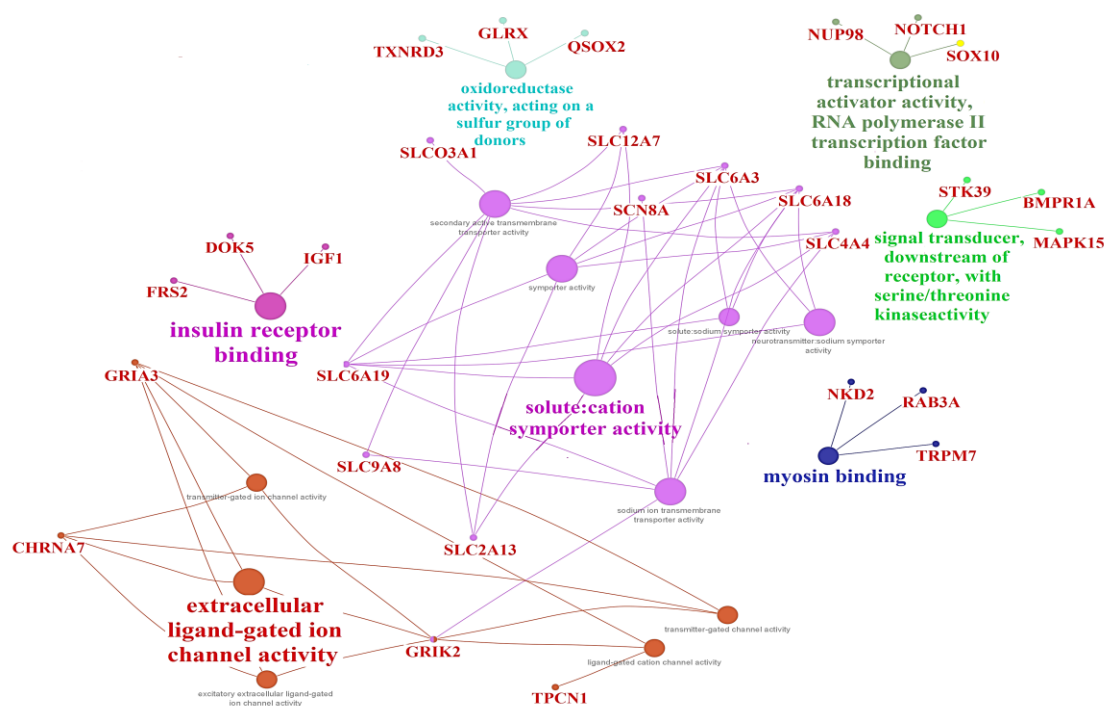 GLRX
TXNRD3
QSOX2
oxidoreductase
activity, acting on a
sulfur group of
donors
NUP98
NOTCH1
SOX10
transcriptional
activator activity,
RNA polymerase II
transcription factor
binding
SLCO3A1
SLC12A7
SLC6A3
SLC6A18
SCN8A
SLC4A4
secondary active transmembrane
transporter activity
symporter activity
STK39
BMPR1A
MAPK15
signal transducer,
downstream of
receptor, with
serine/threonine
kinaseactivity
DOK5
IGF1
FRS2
insulin receptor
binding
solute:sodium symporter activity
neurotransmitter:sodium symporter
activity
GRIA3
SLC6A19
solute:cation
symporter activity
NKD2
RAB3A
TRPM7
myosin binding
SLC9A8
transmitter-gated ion channel activity
sodium ion transmembrane
transporter activity
CHRNA7
SLC2A13
extracellular
ligand-gated ion
channel activity
GRIK2
transmitter-gated channel activity
ligand-gated cation channel activity
excitatory extracellular ligand-gated
ion channel activity
TPCN1